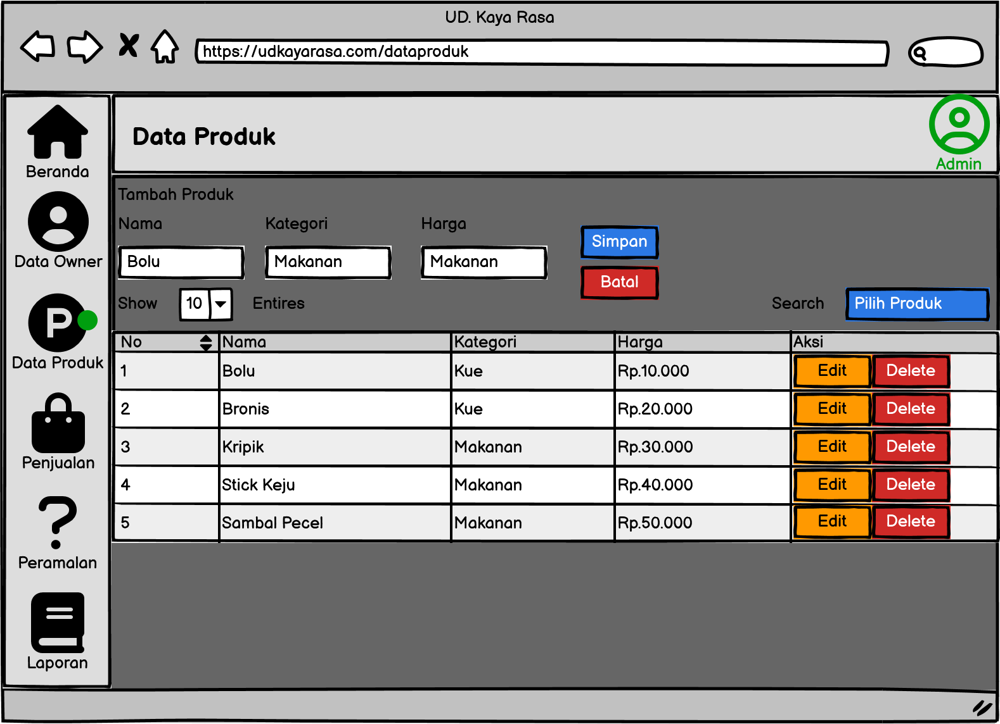 UD. Kaya Rasa
https://udkayarasa.com/dataproduk
Data Produk
Admin
Beranda
Data Owner
P
Data Produk
Penjualan
?
Peramalan
Laporan
Tambah Produk
Nama Kategori Harga
Bolu Makanan Makanan
Simpan
Batal
Show 10 Entires
Search Pilih Produk
No Nama Kategori Harga Aksi
1 Bolu Kue Rp.10.000 Edit Delete
2 Bronis Kue Rp.20.000 Edit Delete
3 Kripik Makanan Rp.30.000 Edit Delete
4 Stick Keju Makanan Rp.40.000 Edit Delete
5 Sambal Pecel Makanan Rp.50.000 Edit Delete